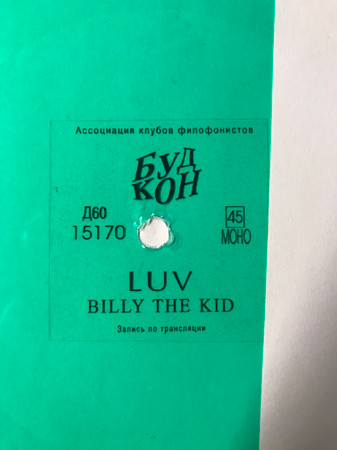 Ассоциация клубов филофонистов
БУД
КОН
Д60
15170
45
МОНО
LUV
BILLY THE KID
Запись по трансляции